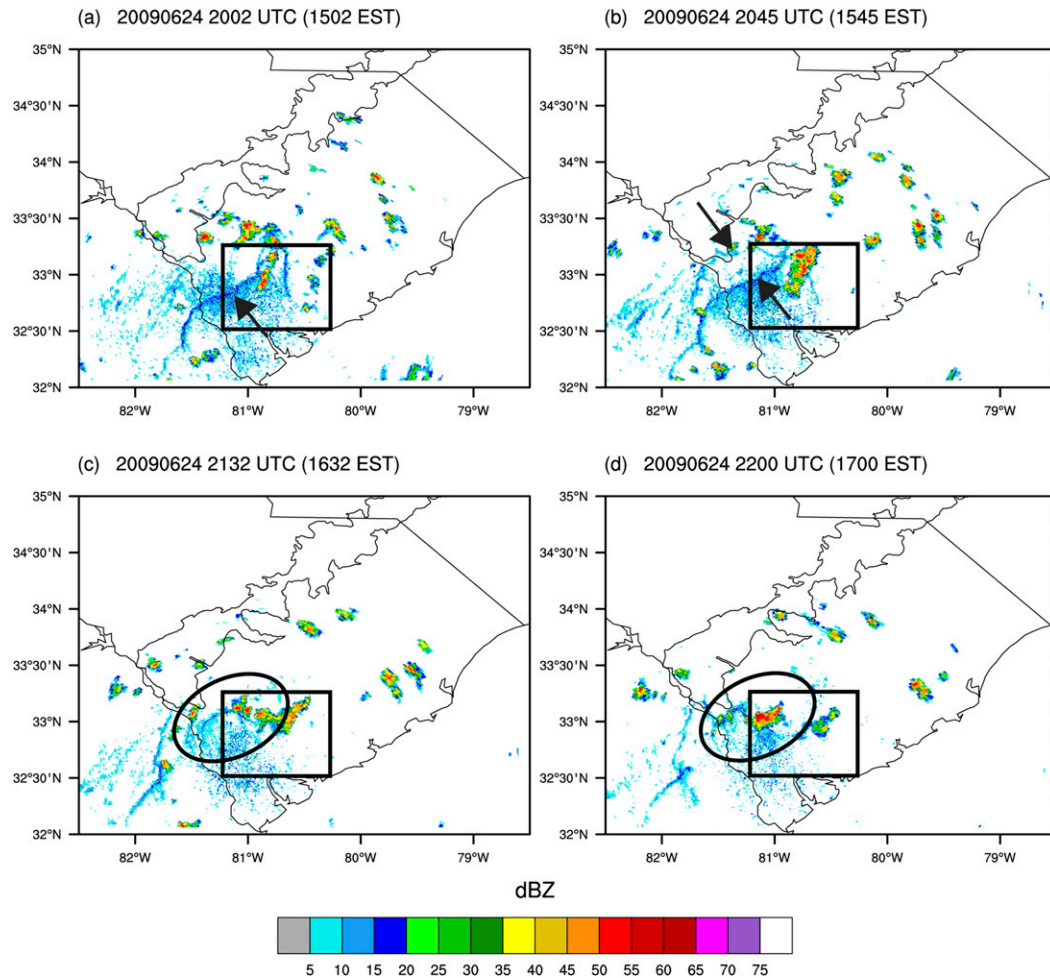 (a) 20090624 2002 UTC (1502 EST)
(b) 20090624 2045 UTC (1545 EST)
35°N
34°30'N
34°N
33°30'N
33°N
32°30'N
32°N
82°W 81°W 80°W 79°W
35°N
34°30'N
34°N
33°30'N
33°N
32°30'N
32°N
82°W 81°W 80°W 79°W
(c) 20090624 2132 UTC (1632 EST)
(d) 20090624 2200 UTC (1700 EST)
35°N
34°30'N
34°N
33°30'N
33°N
32°30'N
32°N
82°W 81°W 80°W 79°W
35°N
34°30'N
34°N
33°30'N
33°N
32°30'N
32°N
82°W 81°W 80°W 79°W
dBZ
5 10 15 20 25 30 35 40 45 50 55 60 65 70 75